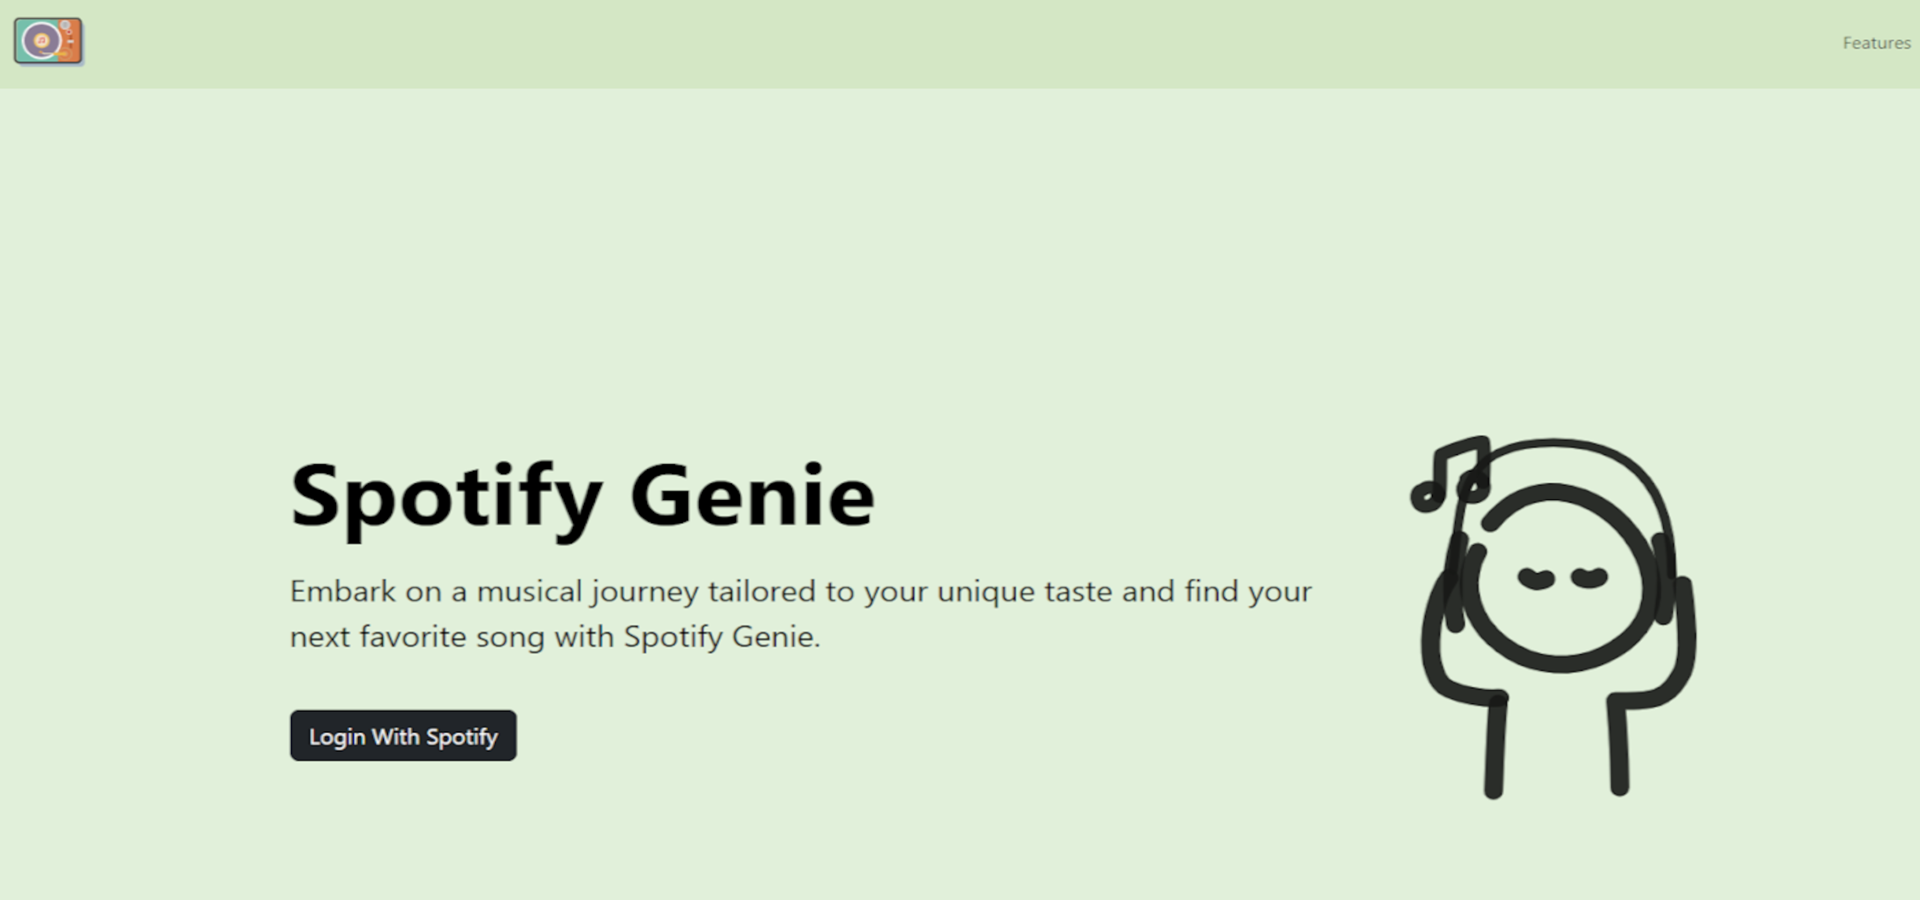 Features
Spotify Genie
Embark on a musical journey tailored to your unique taste and find your
next favorite song with Spotify Genie.
Login With Spotify